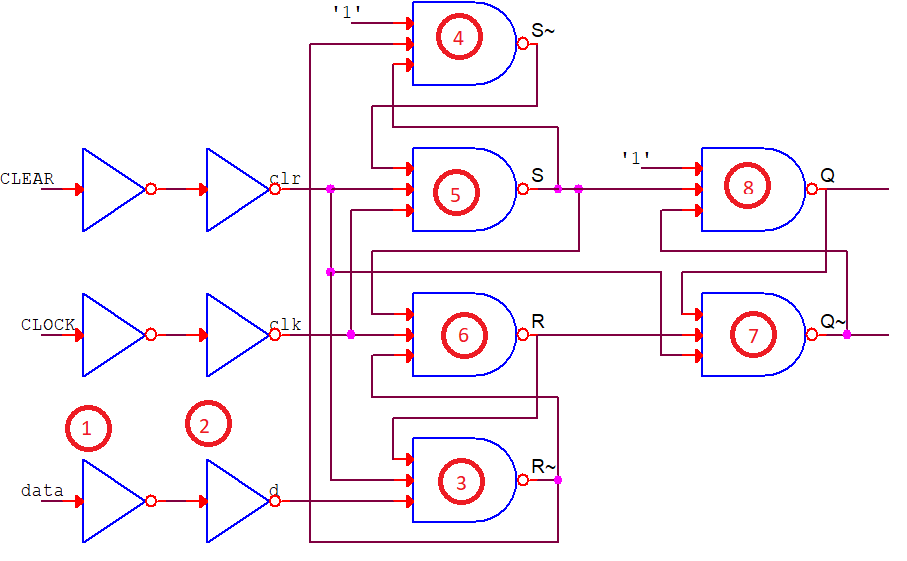 '1'
4
S~
CLEAR
clr
5
S
'1'
8
Q
CLOCK
clk
6
R
7
Q~
1
2
data
d
3
R~